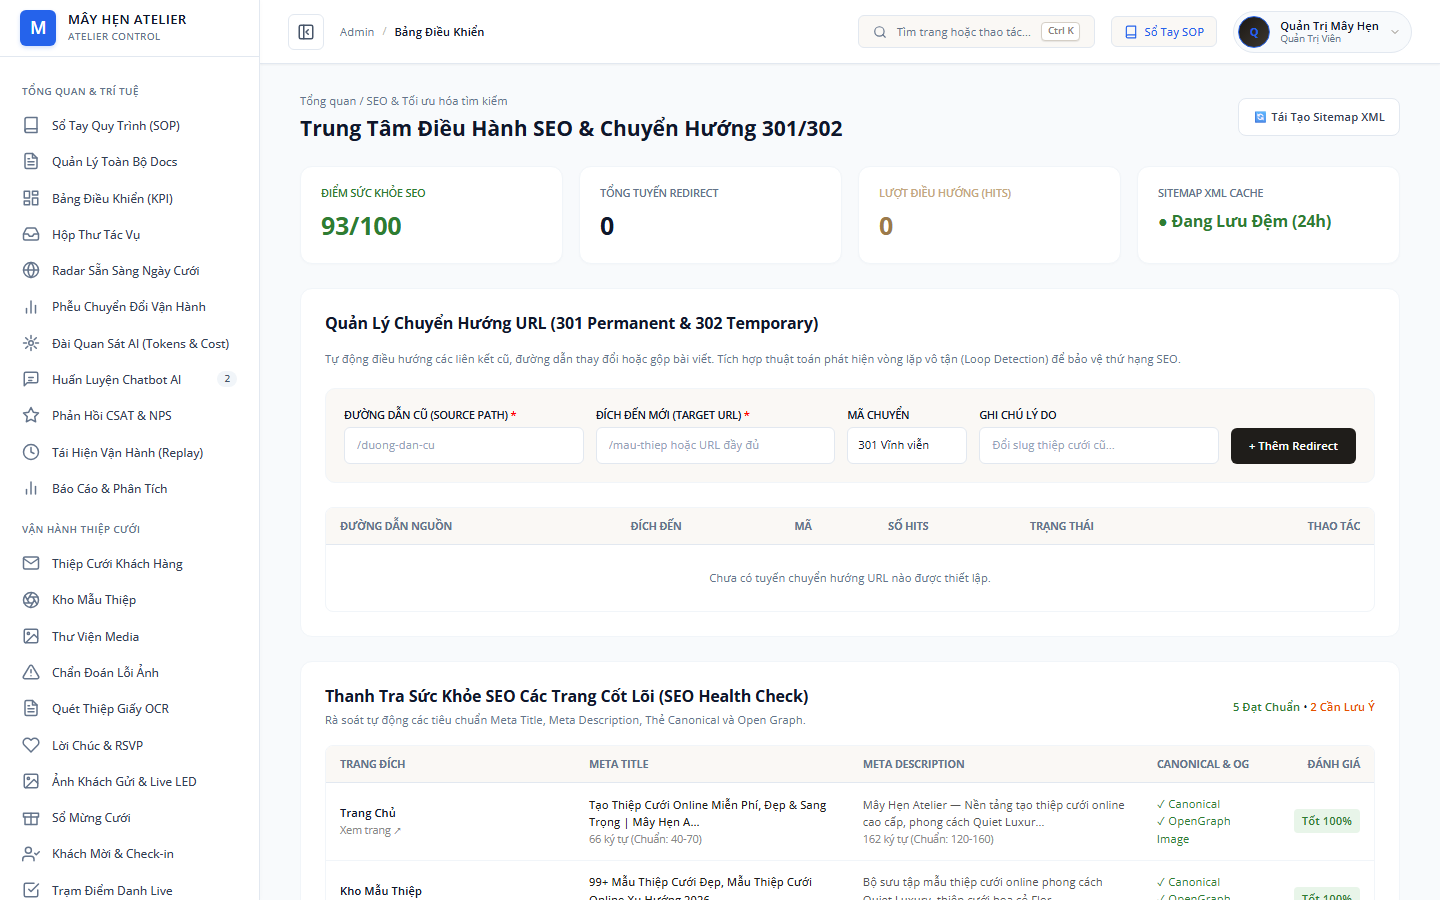 M
MÂY HẸN ATELIER
ATELIER CONTROL
TỔNG QUAN & TRÍ TUỆ
Sổ Tay Quy Trình (SOP)
Quản Lý Toàn Bộ Docs
Bảng Điều Khiển (KPI)
Hộp Thư Tác Vụ
Radar Sẵn Sàng Ngày Cưới
Phễu Chuyển Đổi Vận Hành
Đài Quan Sát AI (Tokens & Cost)
Huấn Luyện Chatbot AI 2
Phản Hồi CSAT & NPS
Tái Hiện Vận Hành (Replay)
Báo Cáo & Phân Tích
VẬN HÀNH THIỆP CƯỚI
Thiệp Cưới Khách Hàng
Kho Mẫu Thiệp
Thư Viện Media
Chẩn Đoán Lỗi Ảnh
Quét Thiệp Giấy OCR
Lời Chúc & RSVP
Ảnh Khách Gửi & Live LED
Sổ Mừng Cưới
Khách Mời & Check-in
Trạm Điểm Danh Live
Admin / Bảng Điều Khiển
Tìm trang hoặc thao tác... Ctrl K
Sổ Tay SOP
Q
Quản Trị Mây Hẹn
Quản Trị Viên
Tổng quan / SEO & Tối ưu hóa tìm kiếm
Trung Tâm Điều Hành SEO & Chuyển Hướng 301/302
Tái Tạo Sitemap XML
ĐIỂM SỨC KHỎE SEO
93/100
TỔNG TUYẾN REDIRECT
0
LƯỢT ĐIỀU HƯỚNG (HITS)
0
SITEMAP XML CACHE
● Đang Lưu Đệm (24h)
Quản Lý Chuyển Hướng URL (301 Permanent & 302 Temporary)
Tự động điều hướng các liên kết cũ, đường dẫn thay đổi hoặc gộp bài viết. Tích hợp thuật toán phát hiện vòng lặp vô tận (Loop Detection) để bảo vệ thứ hạng SEO.
ĐƯỜNG DẪN CŨ (SOURCE PATH) * ĐÍCH ĐẾN MỚI (TARGET URL) * MÃ CHUYỂN GHI CHÚ LÝ DO
/duong-dan-cu /mau-thiep hoặc URL đầy đủ 301 Vĩnh viễn Đổi slug thiệp cưới cũ... + Thêm Redirect
ĐƯỜNG DẪN NGUỒN ĐÍCH ĐẾN MÃ SỐ HITS TRẠNG THÁI THAO TÁC
Chưa có tuyến chuyển hướng URL nào được thiết lập.
Thanh Tra Sức Khỏe SEO Các Trang Cốt Lõi (SEO Health Check)
Rà soát tự động các tiêu chuẩn Meta Title, Meta Description, Thẻ Canonical và Open Graph.
5 Đạt Chuẩn • 2 Cần Lưu Ý
TRANG ĐÍCH META TITLE META DESCRIPTION CANONICAL & OG ĐÁNH GIÁ
Trang Chủ
Xem trang ↗
Tạo Thiệp Cưới Online Miễn Phí, Đẹp & Sang
Trọng | Mây Hẹn A...
66 ký tự (Chuẩn: 40-70)
Mây Hẹn Atelier — Nền tảng tạo thiệp cưới online
cao cấp, phong cách Quiet Luxur...
162 ký tự (Chuẩn: 120-160)
✓ Canonical
✓ OpenGraph
Image
Tốt 100%
Kho Mẫu Thiệp
99+ Mẫu Thiệp Cưới Đẹp, Mẫu Thiệp Cưới
Online Xu Hướng 2026
Bộ sưu tập mẫu thiệp cưới online phong cách
Quiet Luxury, thiệp cưới hoa cỏ Flor...
✓ Canonical
✓ OpenGraph
Tốt 100%